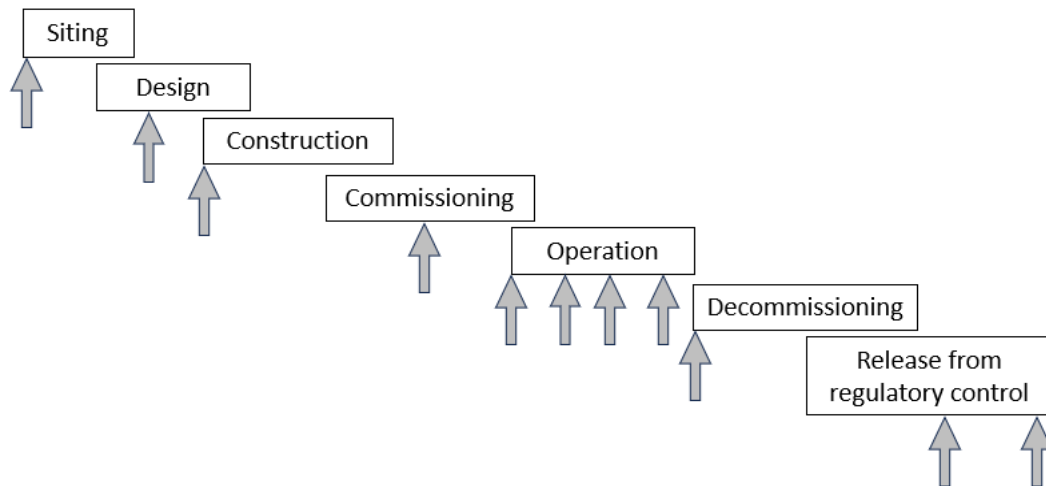 Siting
Design
Construction
Commissioning
Operation
Decommissioning
Release from
regulatory control